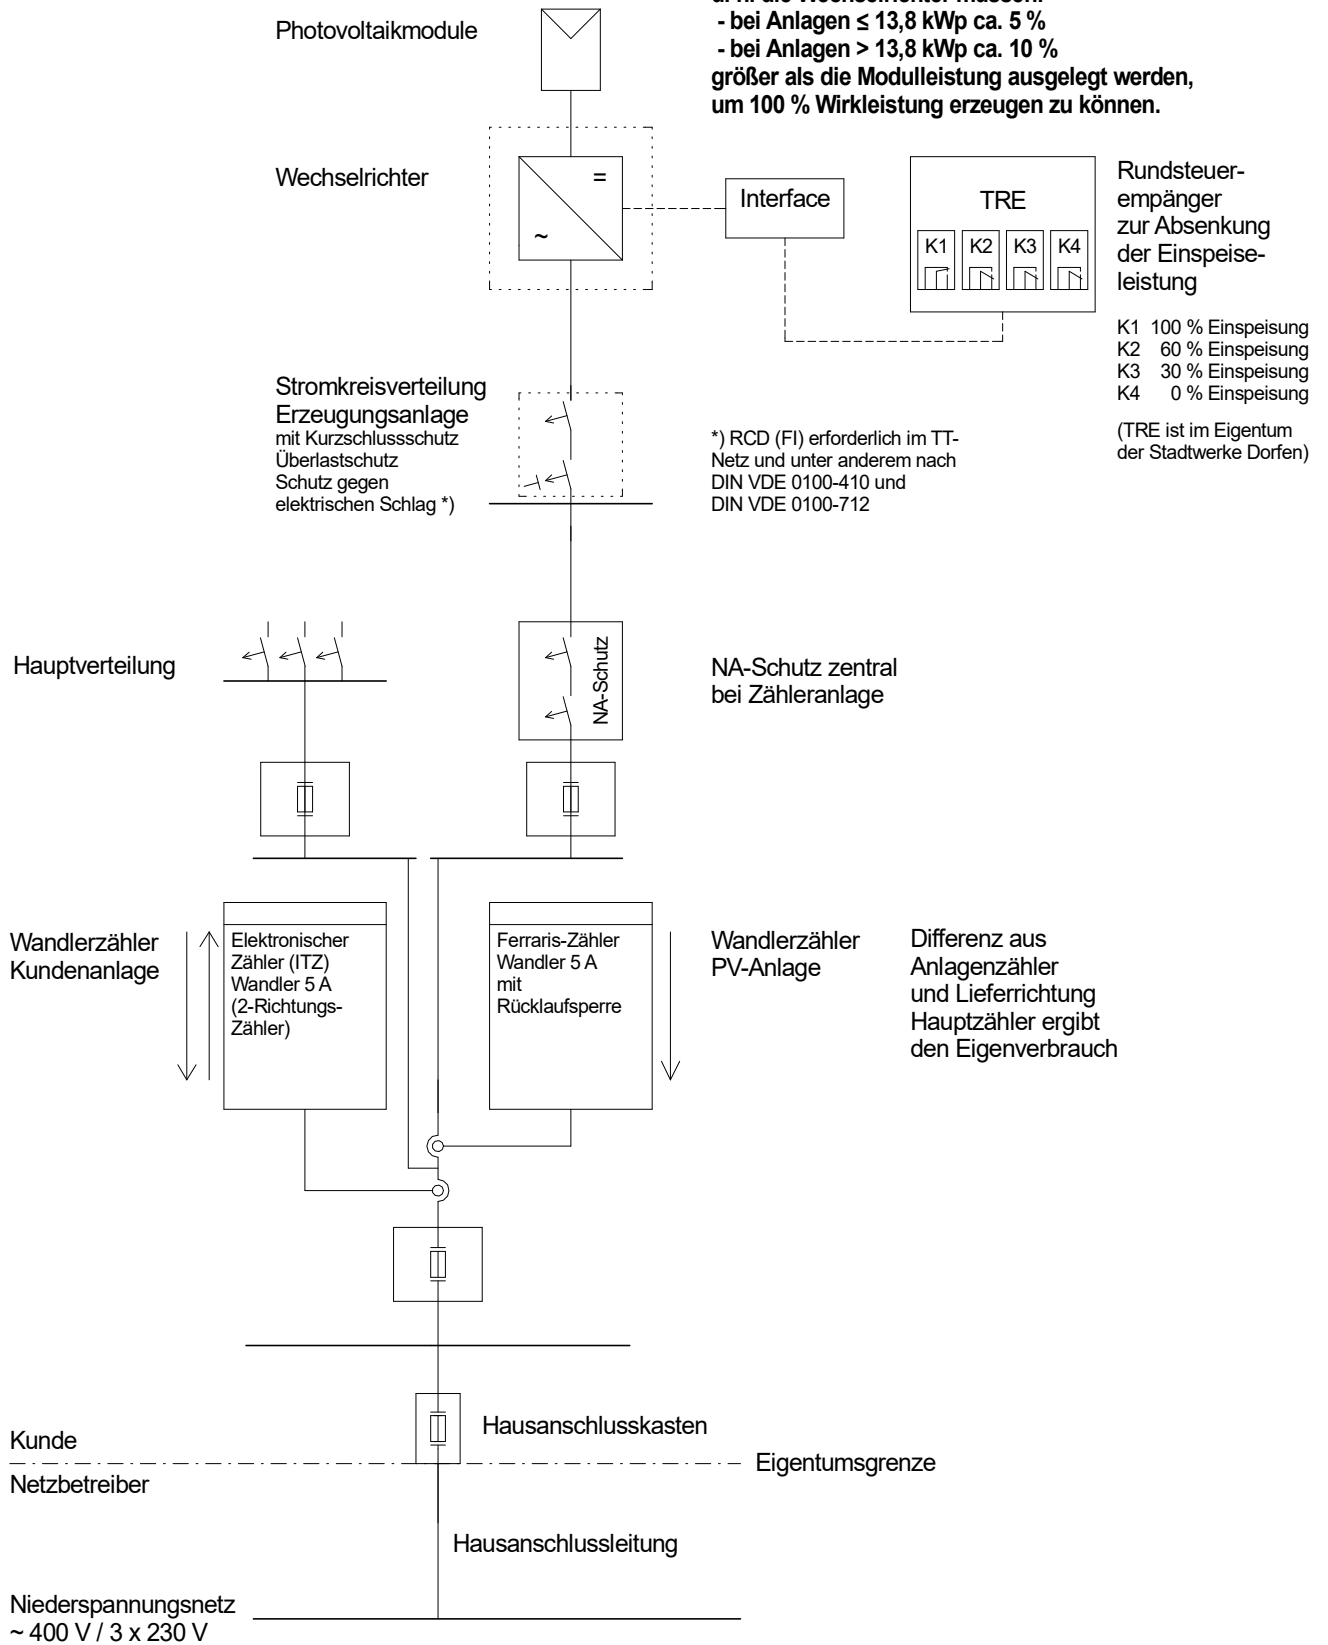 d. h. die Wechselrichter müssen:
- bei Anlagen ≤ 13,8 kWp ca. 5 %
- bei Anlagen > 13,8 kWp ca. 10 %
größer als die Modulleistung ausgelegt werden,
um 100 % Wirkleistung erzeugen zu können.
Photovoltaikmodule
Wechselrichter
=
~
Interface
TRE
K1 K2 K3 K4
Rundsteuer-
empänger
zur Absenkung
der Einspeise-
leistung
K1 100 % Einspeisung
K2 60 % Einspeisung
K3 30 % Einspeisung
K4 0 % Einspeisung
(TRE ist im Eigentum
der Stadtwerke Dorfen)
Stromkreisverteilung
Erzeugungsanlage
mit Kurzschlussschutz
Überlastschutz
Schutz gegen
elektrischen Schlag *)
*) RCD (FI) erforderlich im TT-
Netz und unter anderem nach
DIN VDE 0100-410 und
DIN VDE 0100-712
Hauptverteilung
NA-Schutz
NA-Schutz zentral
bei Zähleranlage
Wandlerzähler
Kundenanlage
Elektronischer
Zähler (ITZ)
Wandler 5 A
(2-Richtungs-
Zähler)
Ferraris-Zähler
Wandler 5 A
mit
Rücklaufsperre
Wandlerzähler
PV-Anlage
Differenz aus
Anlagenzähler
und Lieferrichtung
Hauptzähler ergibt
den Eigenverbrauch
Hausanschlusskasten
Kunde
Eigentumsgrenze
Netzbetreiber
Hausanschlussleitung
Niederspannungsnetz
~ 400 V / 3 x 230 V